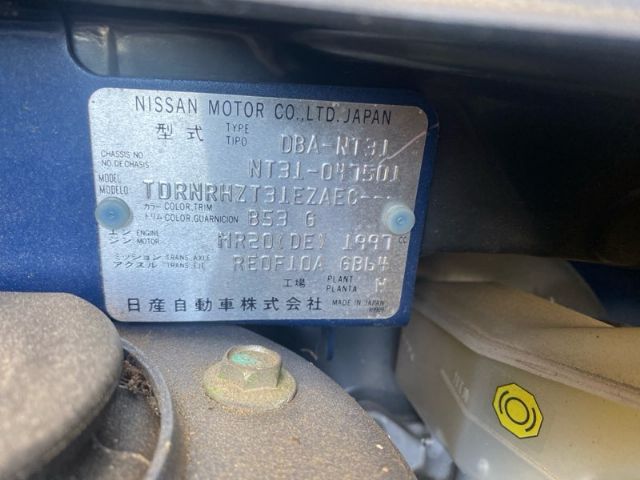 NISSAN MOTOR CO.,LTD.JAPAN
型式 TYPE TIPO DBA-NT31
CHASSIS NO NO.DE CHASIS NT31-047501
MODEL MODELO TDRNRHZT31EZAEC---
カラー COLOR,TRIM
トリム COLOR,GUARNICION B53 G
エンジン ENGINE MOTOR MR20(DE) 1997 CC
ミッション TRANS. AXLE
アクスル TRANS.EJE RE0F10A GB64
工場 PLANT PLANTA H
日産自動車株式会社 MADE IN JAPAN